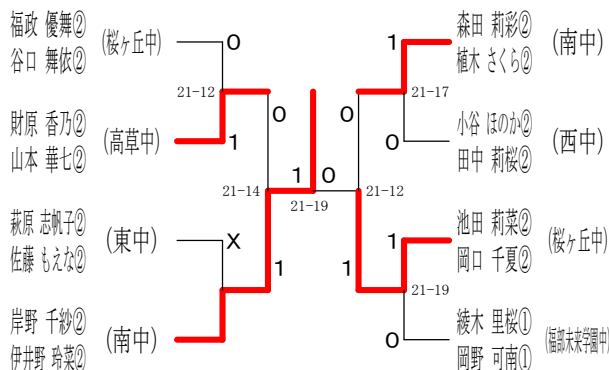 福政 優舞②
谷口 舞依②
(桜ヶ丘中)
0
21-12
財原 香乃②
山本 華七②
(高草中)
1
0
21-14
萩原 志帆子②
佐藤 もえな②
(東中)
X
1
岸野 千紗②
伊井野 玲菜②
(南中)
1
0
21-19
森田 莉彩②
植木 さくら②
(南中)
1
21-17
小谷 ほのか②
田中 莉桜②
(西中)
0
0
21-12
池田 莉菜②
岡口 千夏②
(桜ヶ丘中)
1
1
21-19
綾木 里桜①
岡野 可南①
(福部未来学園中)
0